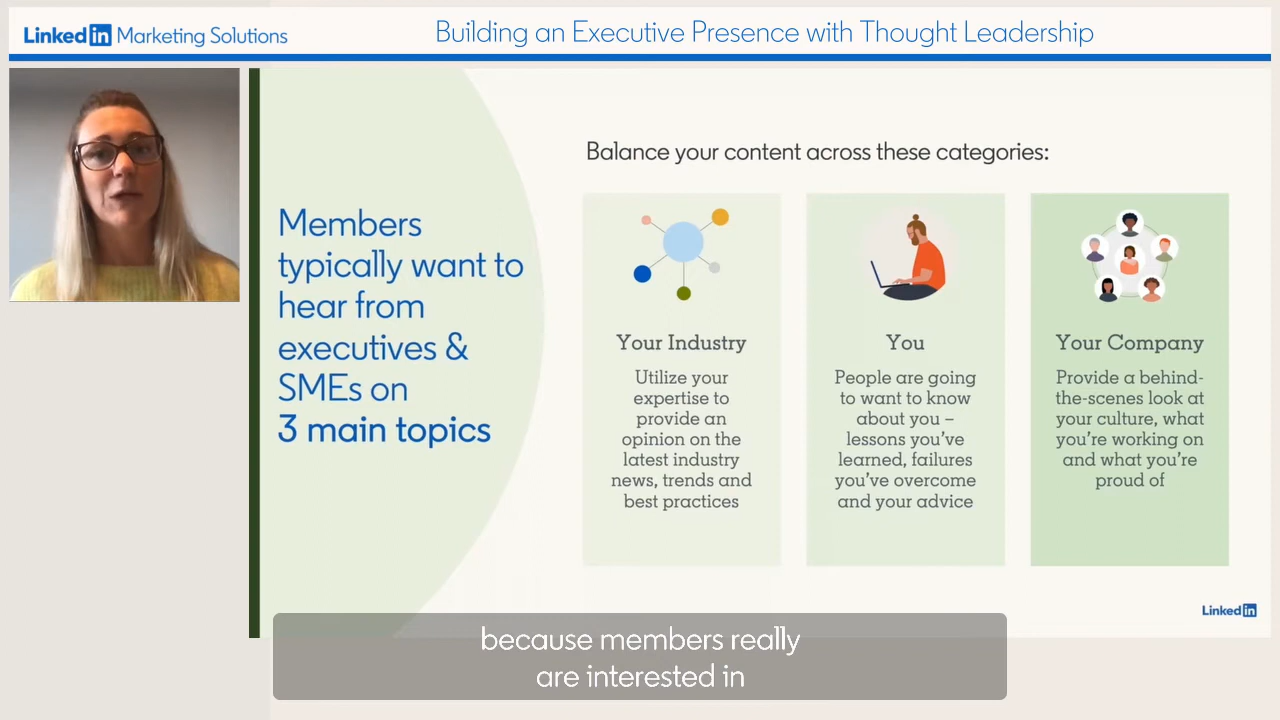 LinkedIn Marketing Solutions
Building an Executive Presence with Thought Leadership
Members
typically want to
hear from
executives &
SMEs on
3 main topics
Balance your content across these categories:
Your Industry
Utilize your
expertise to
provide an
opinion on the
latest industry
news, trends and
best practices
You
People are going
to want to know
about you –
lessons you've
learned, failures
you've overcome
and your advice
Your Company
Provide a behind-
the-scenes look at
your culture, what
you're working on
and what you're
proud of
LinkedIn
because members really
are interested in